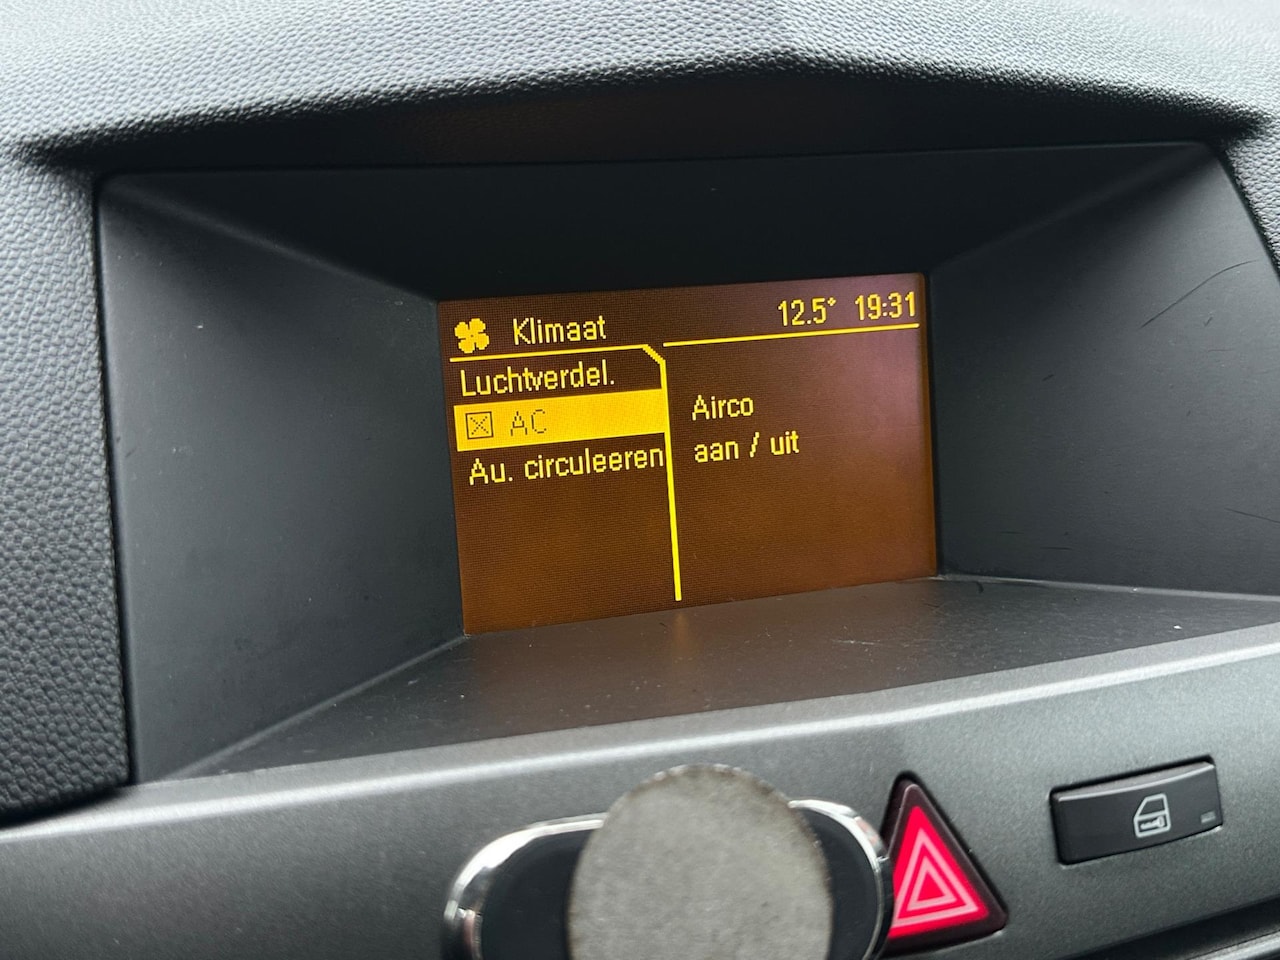 Klimaat
12.5° 19:31
Luchtverdel.
AC
Au. circuleeren
Airco
aan / uit